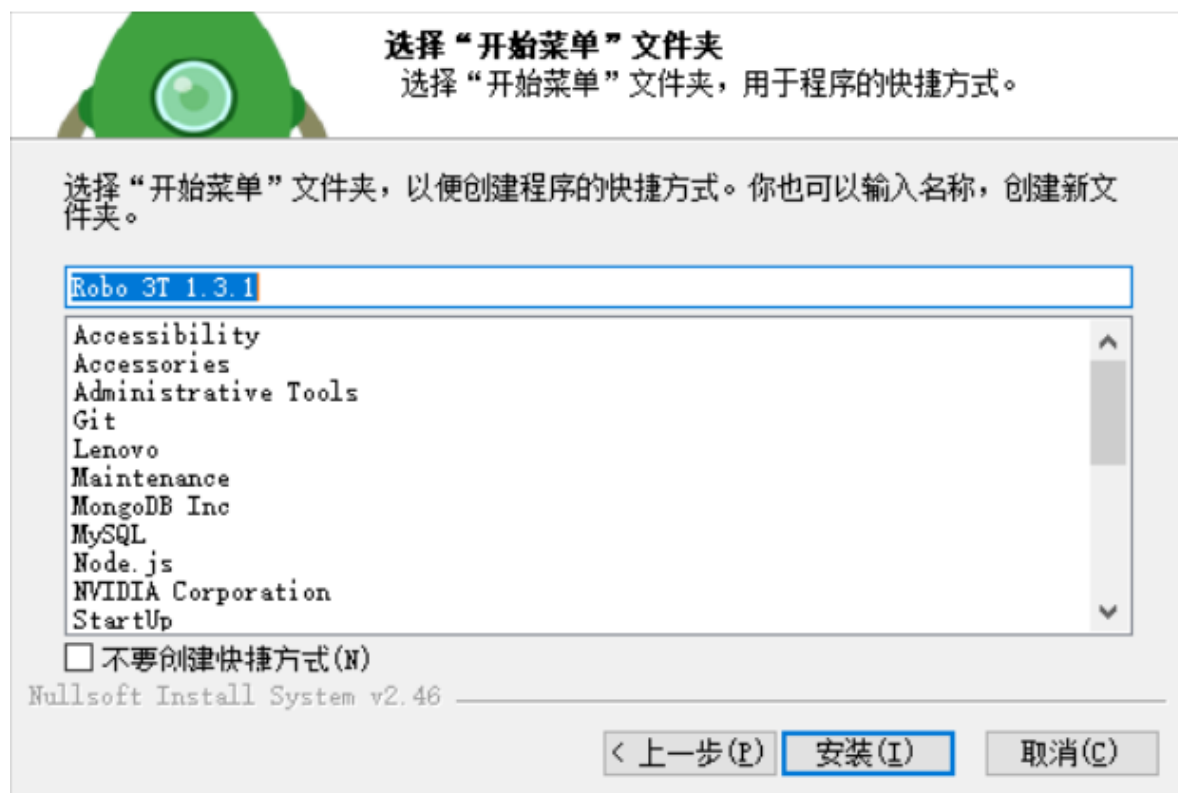 选择“开始菜单”文件夹
选择“开始菜单”文件夹，用于程序的快捷方式。
选择“开始菜单”文件夹，以便创建程序的快捷方式。你也可以输入名称，创建新文
件夹。
Robo 3T 1.3.1
Accessibility
Accessories
Administrative Tools
Git
Lenovo
Maintenance
MongoDB Inc
MySQL
Node.js
NVIDIA Corporation
StartUp
不要创建快捷方式(N)
Nullsoft Install System v2.46
< 上一步(P)
安装(I)
取消(C)